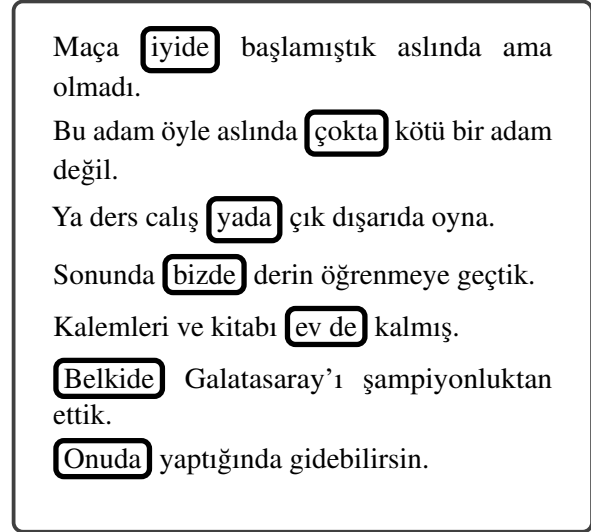 Maça iyide başlamıştık aslında ama
olmadı.
Bu adam öyle aslında çokta kötü bir adam
değil.
Ya ders calış yada çık dışarıda oyna.
Sonunda bizde derin öğrenmeye geçtik.
Kalemleri ve kitabı ev de kalmış.
Belkide Galatasaray'ı şampiyonluktan
ettik.
Onuda yaptığında gidebilirsin.